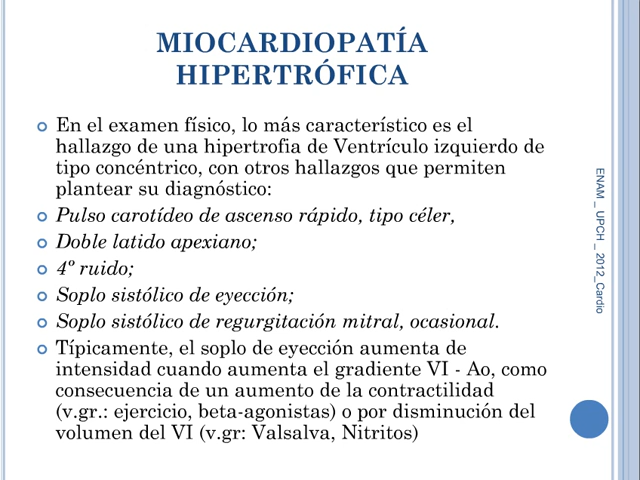 MIOCARDIOPATÍA
HIPERTRÓFICA
En el examen físico, lo más característico es el
hallazgo de una hipertrofia de Ventrículo izquierdo de
tipo concéntrico, con otros hallazgos que permiten
plantear su diagnóstico:
Pulso carotídeo de ascenso rápido, tipo céler,
Doble latido apexiano;
4º ruido;
Soplo sistólico de eyección;
Soplo sistólico de regurgitación mitral, ocasional.
Típicamente, el soplo de eyección aumenta de
intensidad cuando aumenta el gradiente VI - Ao, como
consecuencia de un aumento de la contractilidad
(v.gr.: ejercicio, beta-agonistas) o por disminución del
volumen del VI (v.gr: Valsalva, Nitritos)
ENAM _ UPCH _ 2012_Cardio